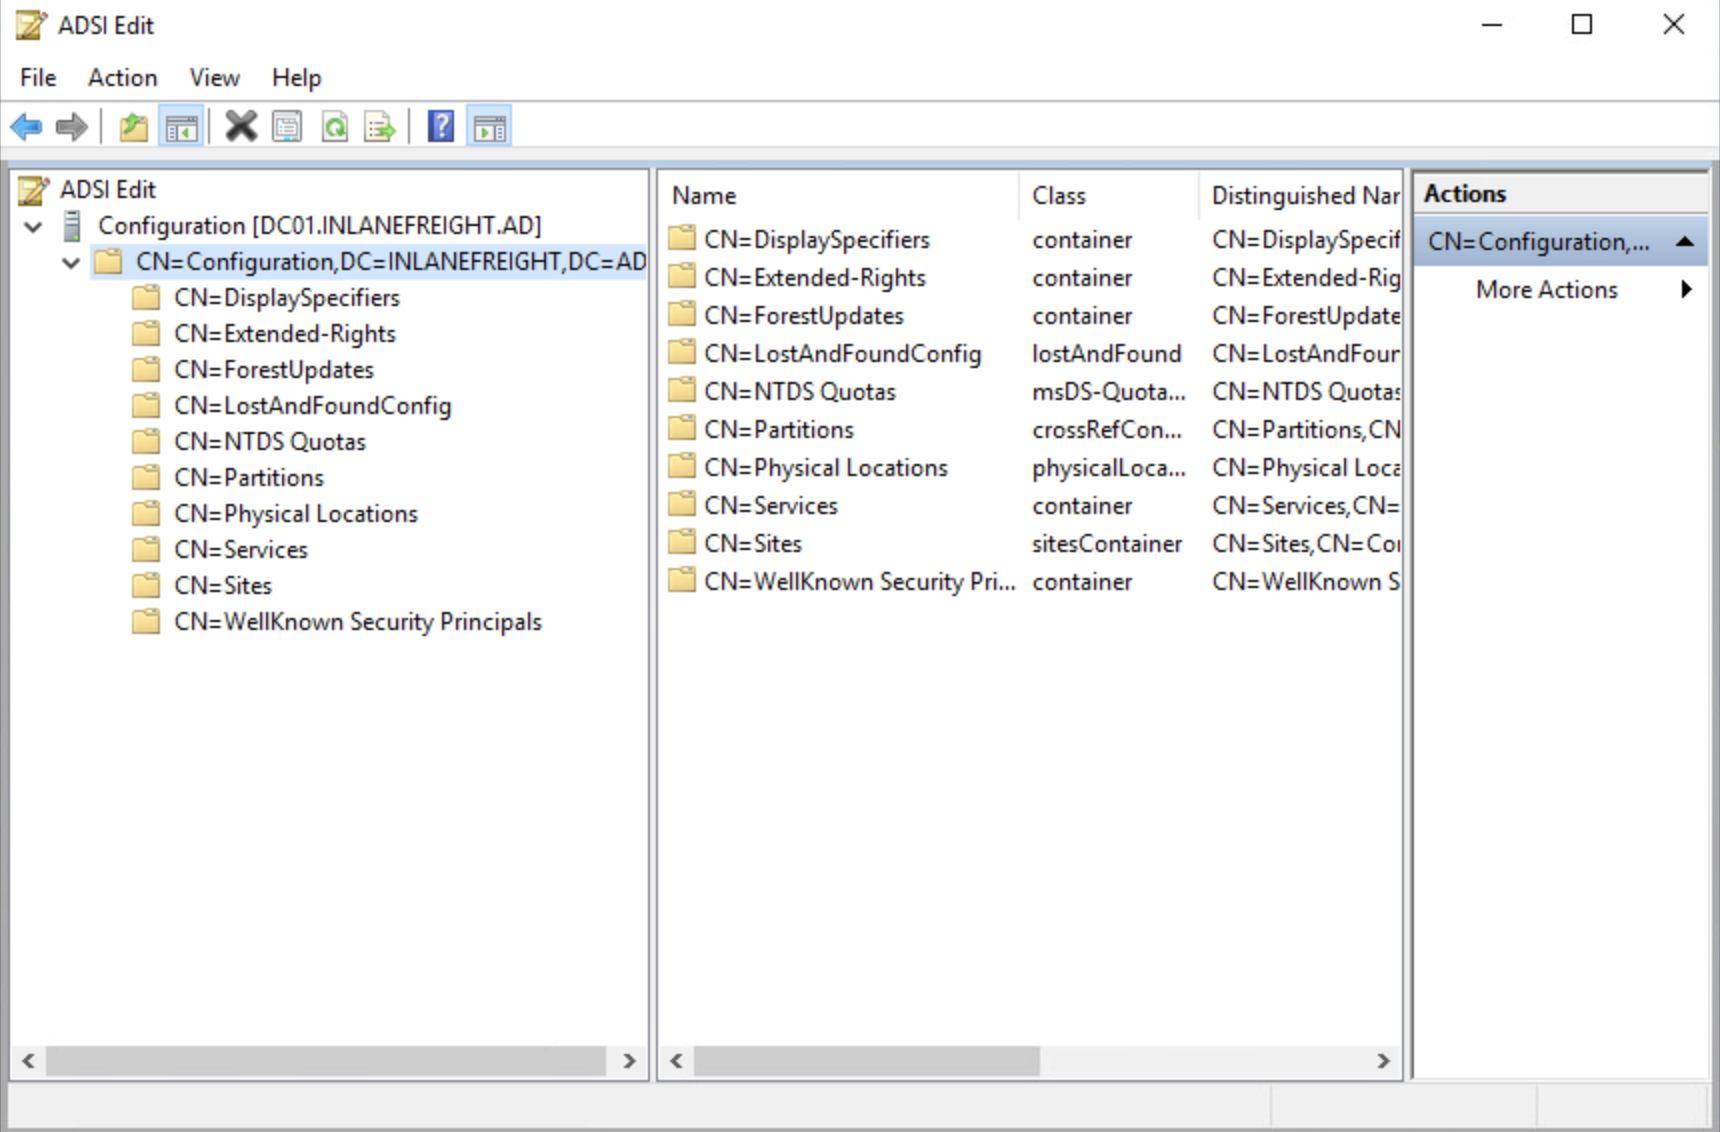 ADSI Edit
File Action View Help
ADSI Edit
Configuration [DC01.INLANEFREIGHT.AD]
CN=Configuration,DC=INLANEFREIGHT,DC=AD
CN=DisplaySpecifiers
CN=Extended-Rights
CN=ForestUpdates
CN=LostAndFoundConfig
CN=NTDS Quotas
CN=Partitions
CN=Physical Locations
CN=Services
CN=Sites
CN=WellKnown Security Principals
Name Class Distinguished Nar
CN=DisplaySpecifiers container CN=DisplaySpecif
CN=Extended-Rights container CN=Extended-Rig
CN=ForestUpdates container CN=ForestUpdate
CN=LostAndFoundConfig lostAndFound CN=LostAndFour
CN=NTDS Quotas msDS-Quota... CN=NTDS Quotas
CN=Partitions crossRefCon... CN=Partitions,CN
CN=Physical Locations physicalLoca... CN=Physical Loca
CN=Services container CN=Services,CN=
CN=Sites sitesContainer CN=Sites,CN=Cor
CN=WellKnown Security Pri... container CN=WellKnown S
Actions
CN=Configuration,...
More Actions